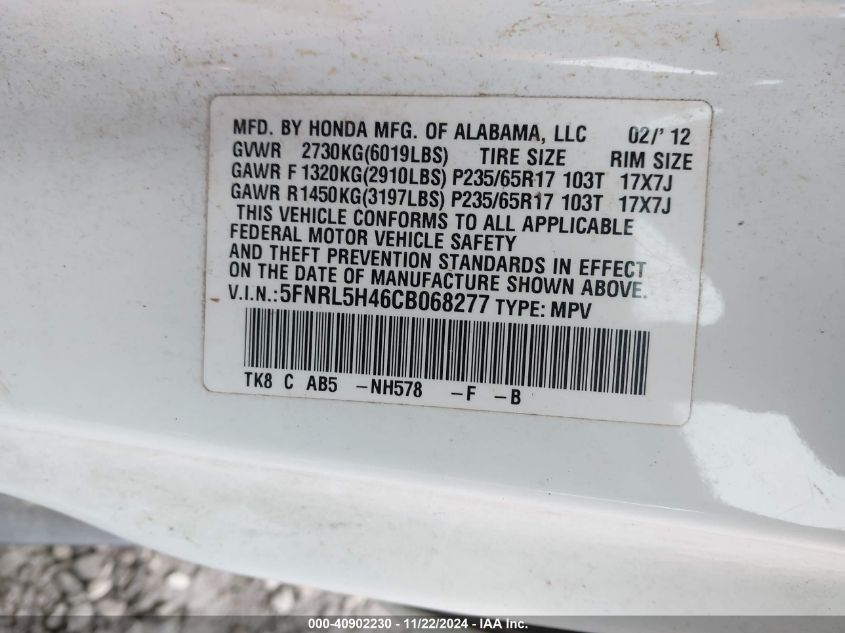 MFD. BY HONDA MFG. OF ALABAMA, LLC 02/' 12
GVWR 2730KG(6019LBS) TIRE SIZE RIM SIZE
GAWR F 1320KG(2910LBS) P235/65R17 103T 17X7J
GAWR R1450KG(3197LBS) P235/65R17 103T 17X7J
THIS VEHICLE CONFORMS TO ALL APPLICABLE
FEDERAL MOTOR VEHICLE SAFETY
AND THEFT PREVENTION STANDARDS IN EFFECT
ON THE DATE OF MANUFACTURE SHOWN ABOVE.
V.I.N.:5FNRL5H46CB068277 TYPE: MPV
TK8 C AB5 -NH578 -F -B
000-40902230 - 11/22/2024 - IAA Inc.